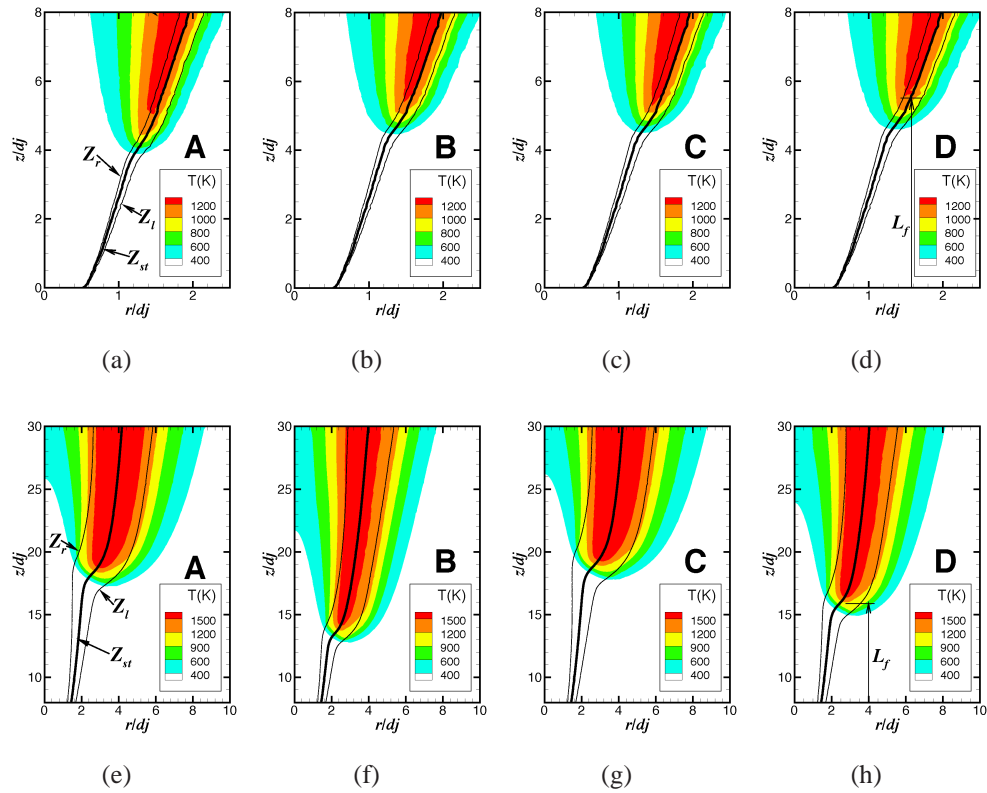 8
6
4
2
0
0 1 2
z/dj
r/dj
A
Z_r
Z_l
Z_st
T(K)
1200
1000
800
600
400
(a)
8
6
4
2
0
0 1 2
z/dj
r/dj
B
T(K)
1200
1000
800
600
400
(b)
8
6
4
2
0
0 1 2
z/dj
r/dj
C
T(K)
1200
1000
800
600
400
(c)
8
6
4
2
0
0 1 2
z/dj
r/dj
D
L_f
T(K)
1200
1000
800
600
400
(d)
30
25
20
15
10
0 2 4 6 8 10
z/dj
r/dj
A
Z_r
Z_l
Z_st
T(K)
1500
1200
900
600
400
(e)
30
25
20
15
10
0 2 4 6 8 10
z/dj
r/dj
B
T(K)
1500
1200
900
600
400
(f)
30
25
20
15
10
0 2 4 6 8 10
z/dj
r/dj
C
T(K)
1500
1200
900
600
400
(g)
30
25
20
15
10
0 2 4 6 8 10
z/dj
r/dj
D
L_f
T(K)
1500
1200
900
600
400
(h)